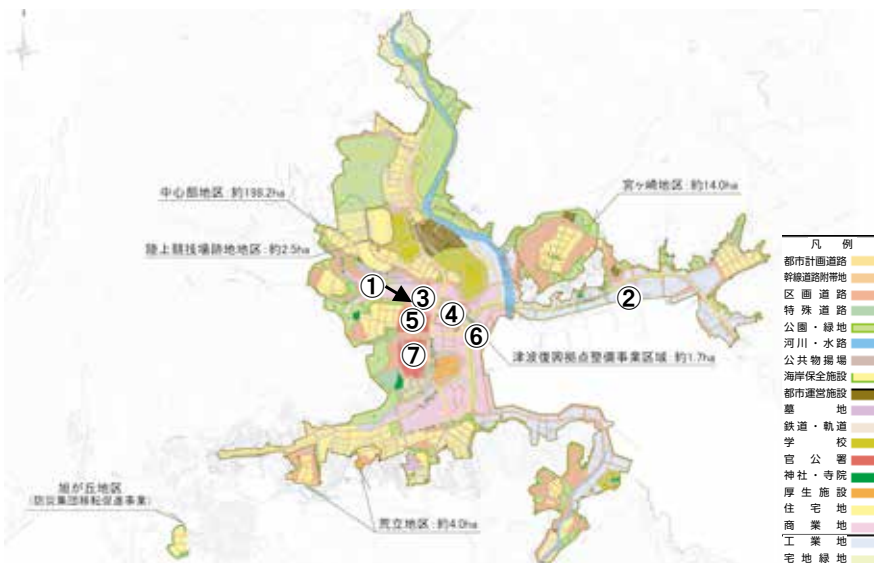 中心部地区：約198.2ha
宮ヶ崎地区：約14.0ha
陸上競技場跡地地区：約2.5ha
①
③
②
⑤
④
⑥
⑦
津波復興拠点整備事業区域 約1.7ha
旭が丘地区
（防災集団移転促進事業）
荒立地区：約4.0ha
凡例
都市計画道路
幹線道路附帯地
区画道路
特殊道路
公園・緑地
河川・水路
公共物揚場
海岸保全施設
都市運営施設
墓地
鉄道・軌道
学校
官公署
神社・寺院
厚生施設
住宅地
商業地
工業地
宅地緑地